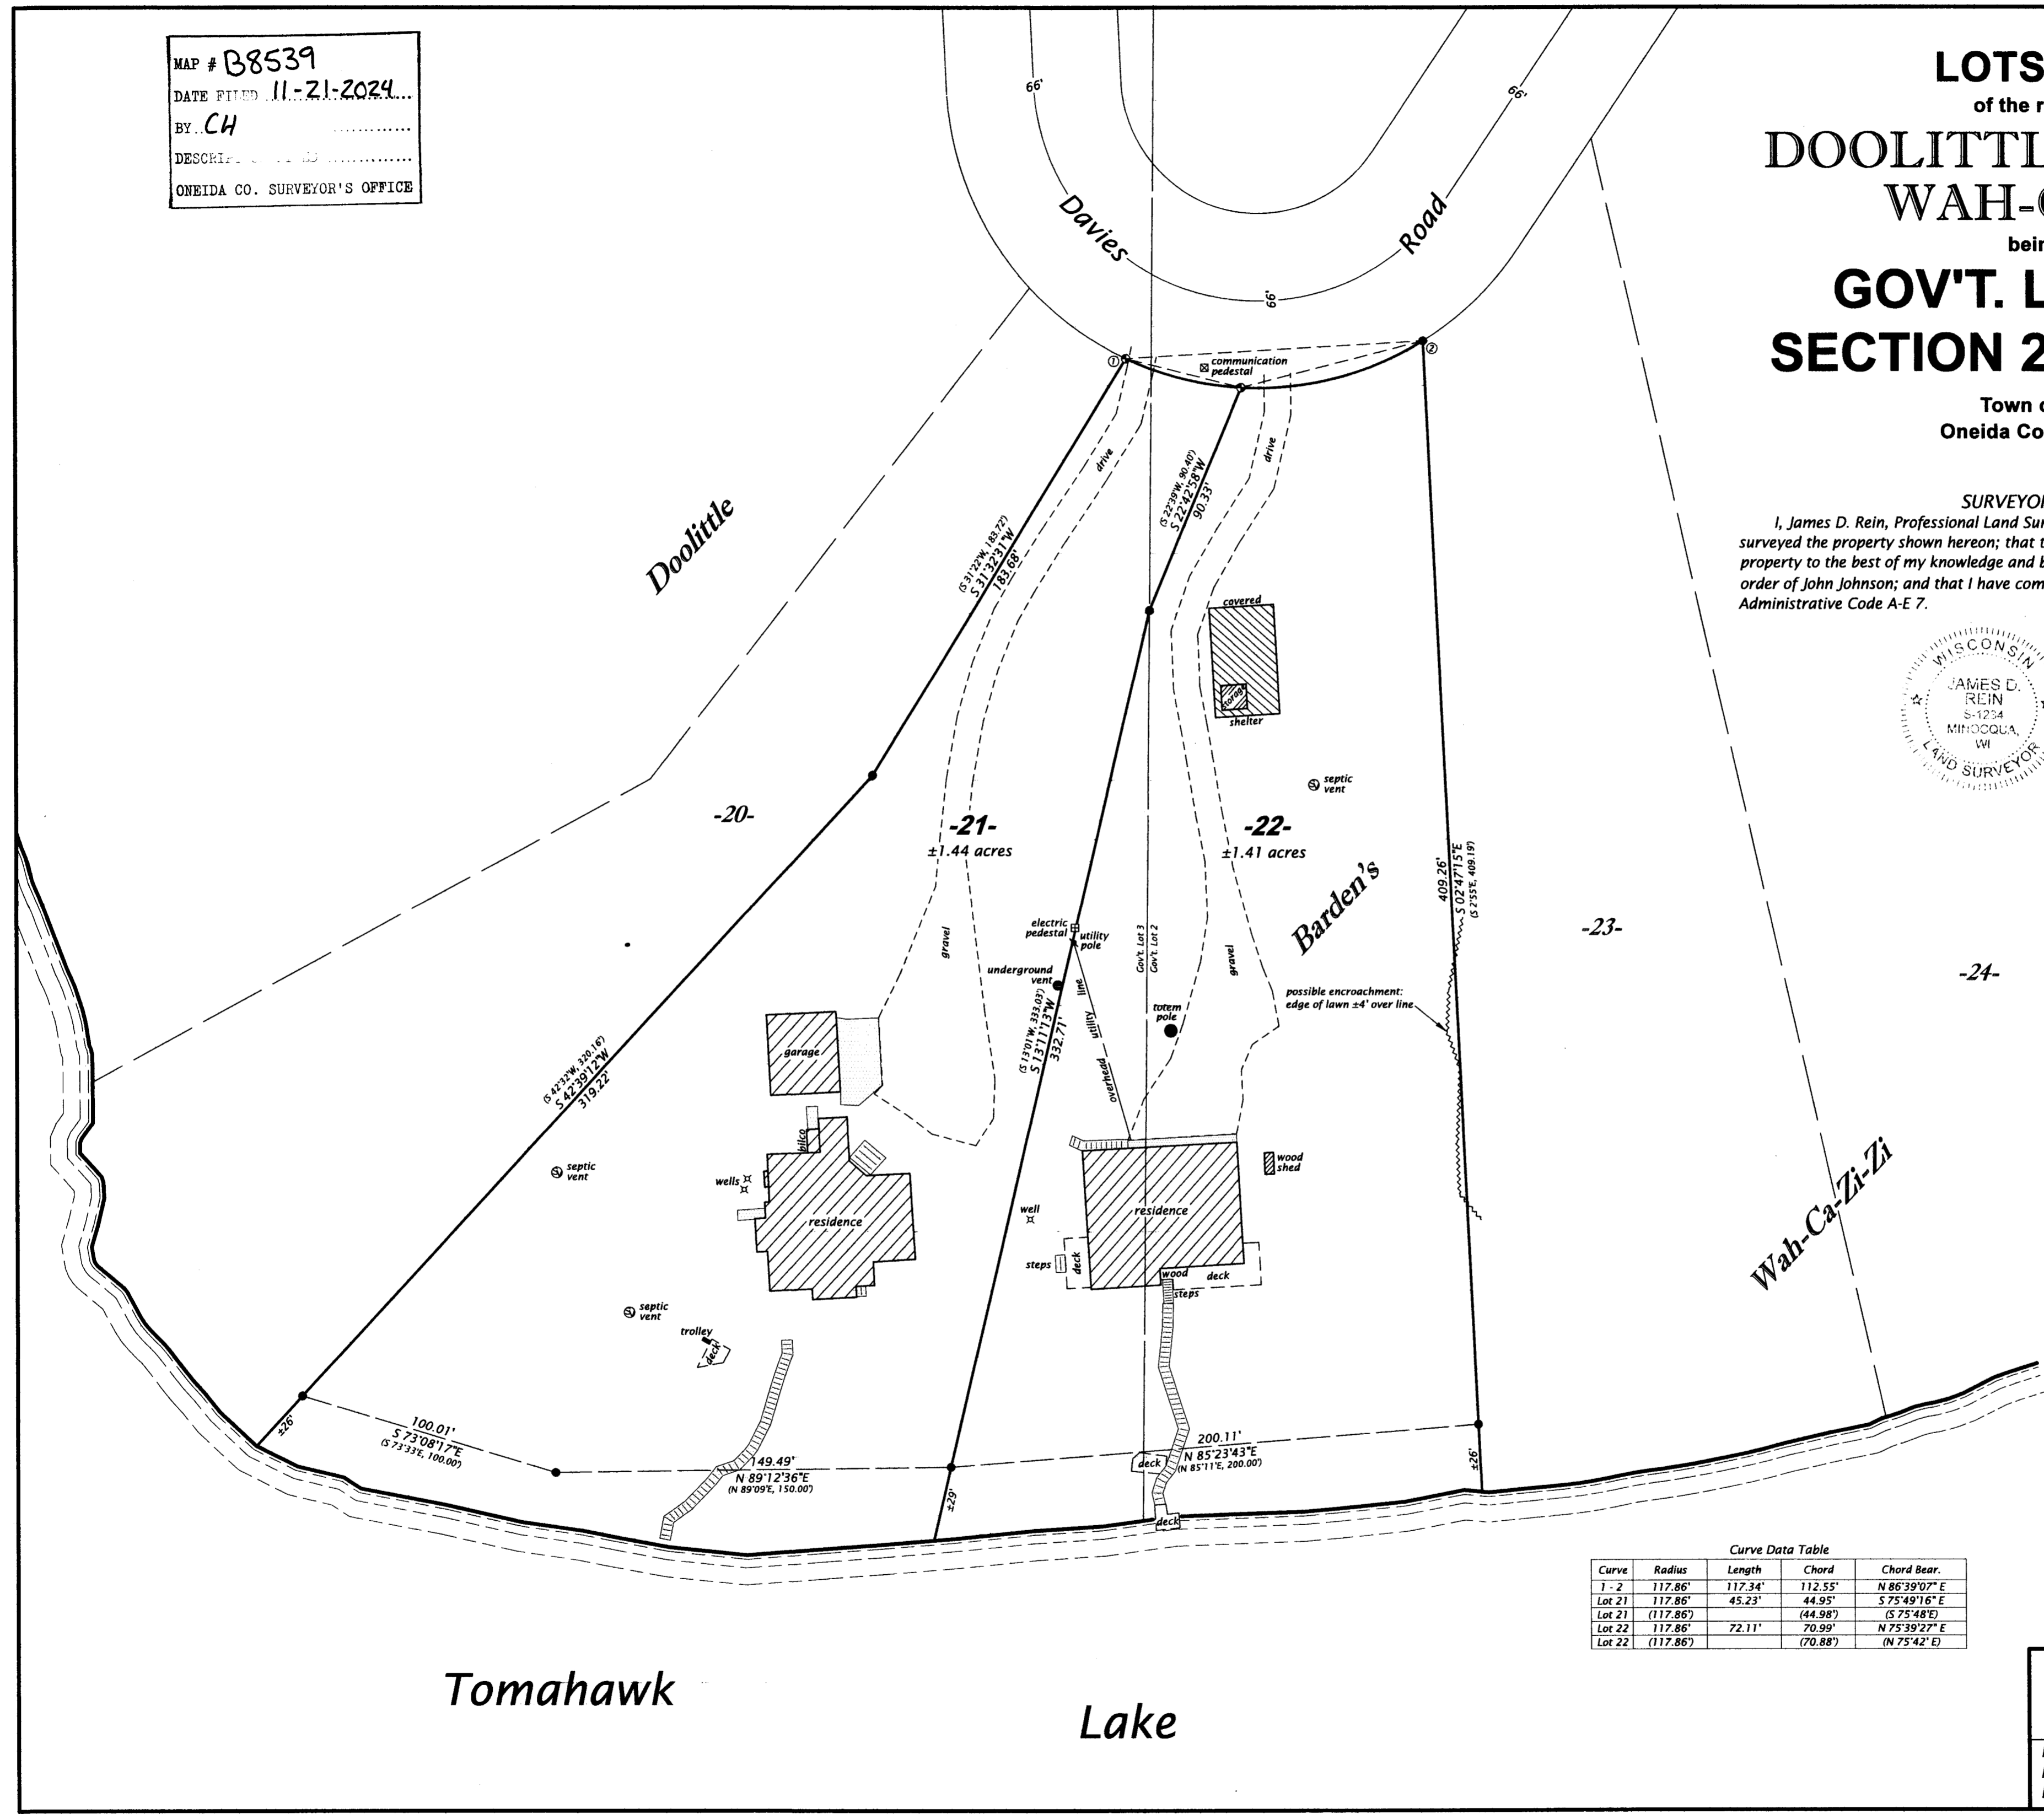 MAP # B8539
DATE FILED 11-21-2024
BY CH
ONEIDA CO. SURVEYOR'S OFFICE
66'
66'
66'
Davies
Road
LOTS
of the r
DOOLITTL
WAH-C
bein
GOV'T. L
SECTION 2
Town o
Oneida Co
SURVEYOR
I, James D. Rein, Professional Land Sur
surveyed the property shown hereon; that t
property to the best of my knowledge and b
order of John Johnson; and that I have com
Administrative Code A-E 7.
WISCONSIN
JAMES D.
REIN
S-1234
MINOCQUA,
WI
LAND SURVEYOR
1
2
communication
pedestal
drive
drive
(S 22°39'W, 90.40')
S 22°42'58"W
90.33'
(S 31°22'W, 183.72')
S 31°32'31"W
183.68'
Doolittle
covered
storage
shelter
septic
vent
-20-
-21-
±1.44 acres
-22-
±1.41 acres
Barden's
409.26'
S 02°47'15"E
(S 2°55'E, 409.19')
-23-
-24-
electric
pedestal
utility
pole
gravel
gravel
Gov't. Lot 3
Gov't. Lot 2
underground
vent
overhead utility line
(S 13°01'W, 333.03')
S 13°11'13"W
332.71'
totem
pole
possible encroachment:
edge of lawn ±4' over line
garage
(S 42°32'W, 320.16')
S 42°39'12"W
319.22'
bilco
septic
vent
wells
residence
well
residence
wood
shed
steps
deck
wood
steps
deck
Wah-Ca-Zi-Zi
septic
vent
trolley
deck
±26'
100.01'
S 73°08'17"E
(S 73°33'E, 100.00')
149.49'
N 89°12'36"E
(N 89°09'E, 150.00')
±29'
200.11'
N 85°23'43"E
(N 85°11'E, 200.00')
deck
deck
±26'
Curve Data Table
Curve Radius Length Chord Chord Bear.
1 - 2 117.86' 117.34' 112.55' N 86°39'07" E
Lot 21 117.86' 45.23' 44.95' S 75°49'16" E
Lot 21 (117.86') (44.98') (S 75°48'E)
Lot 22 117.86' 72.11' 70.99' N 75°39'27" E
Lot 22 (117.86') (70.88') (N 75°42' E)
Tomahawk
Lake